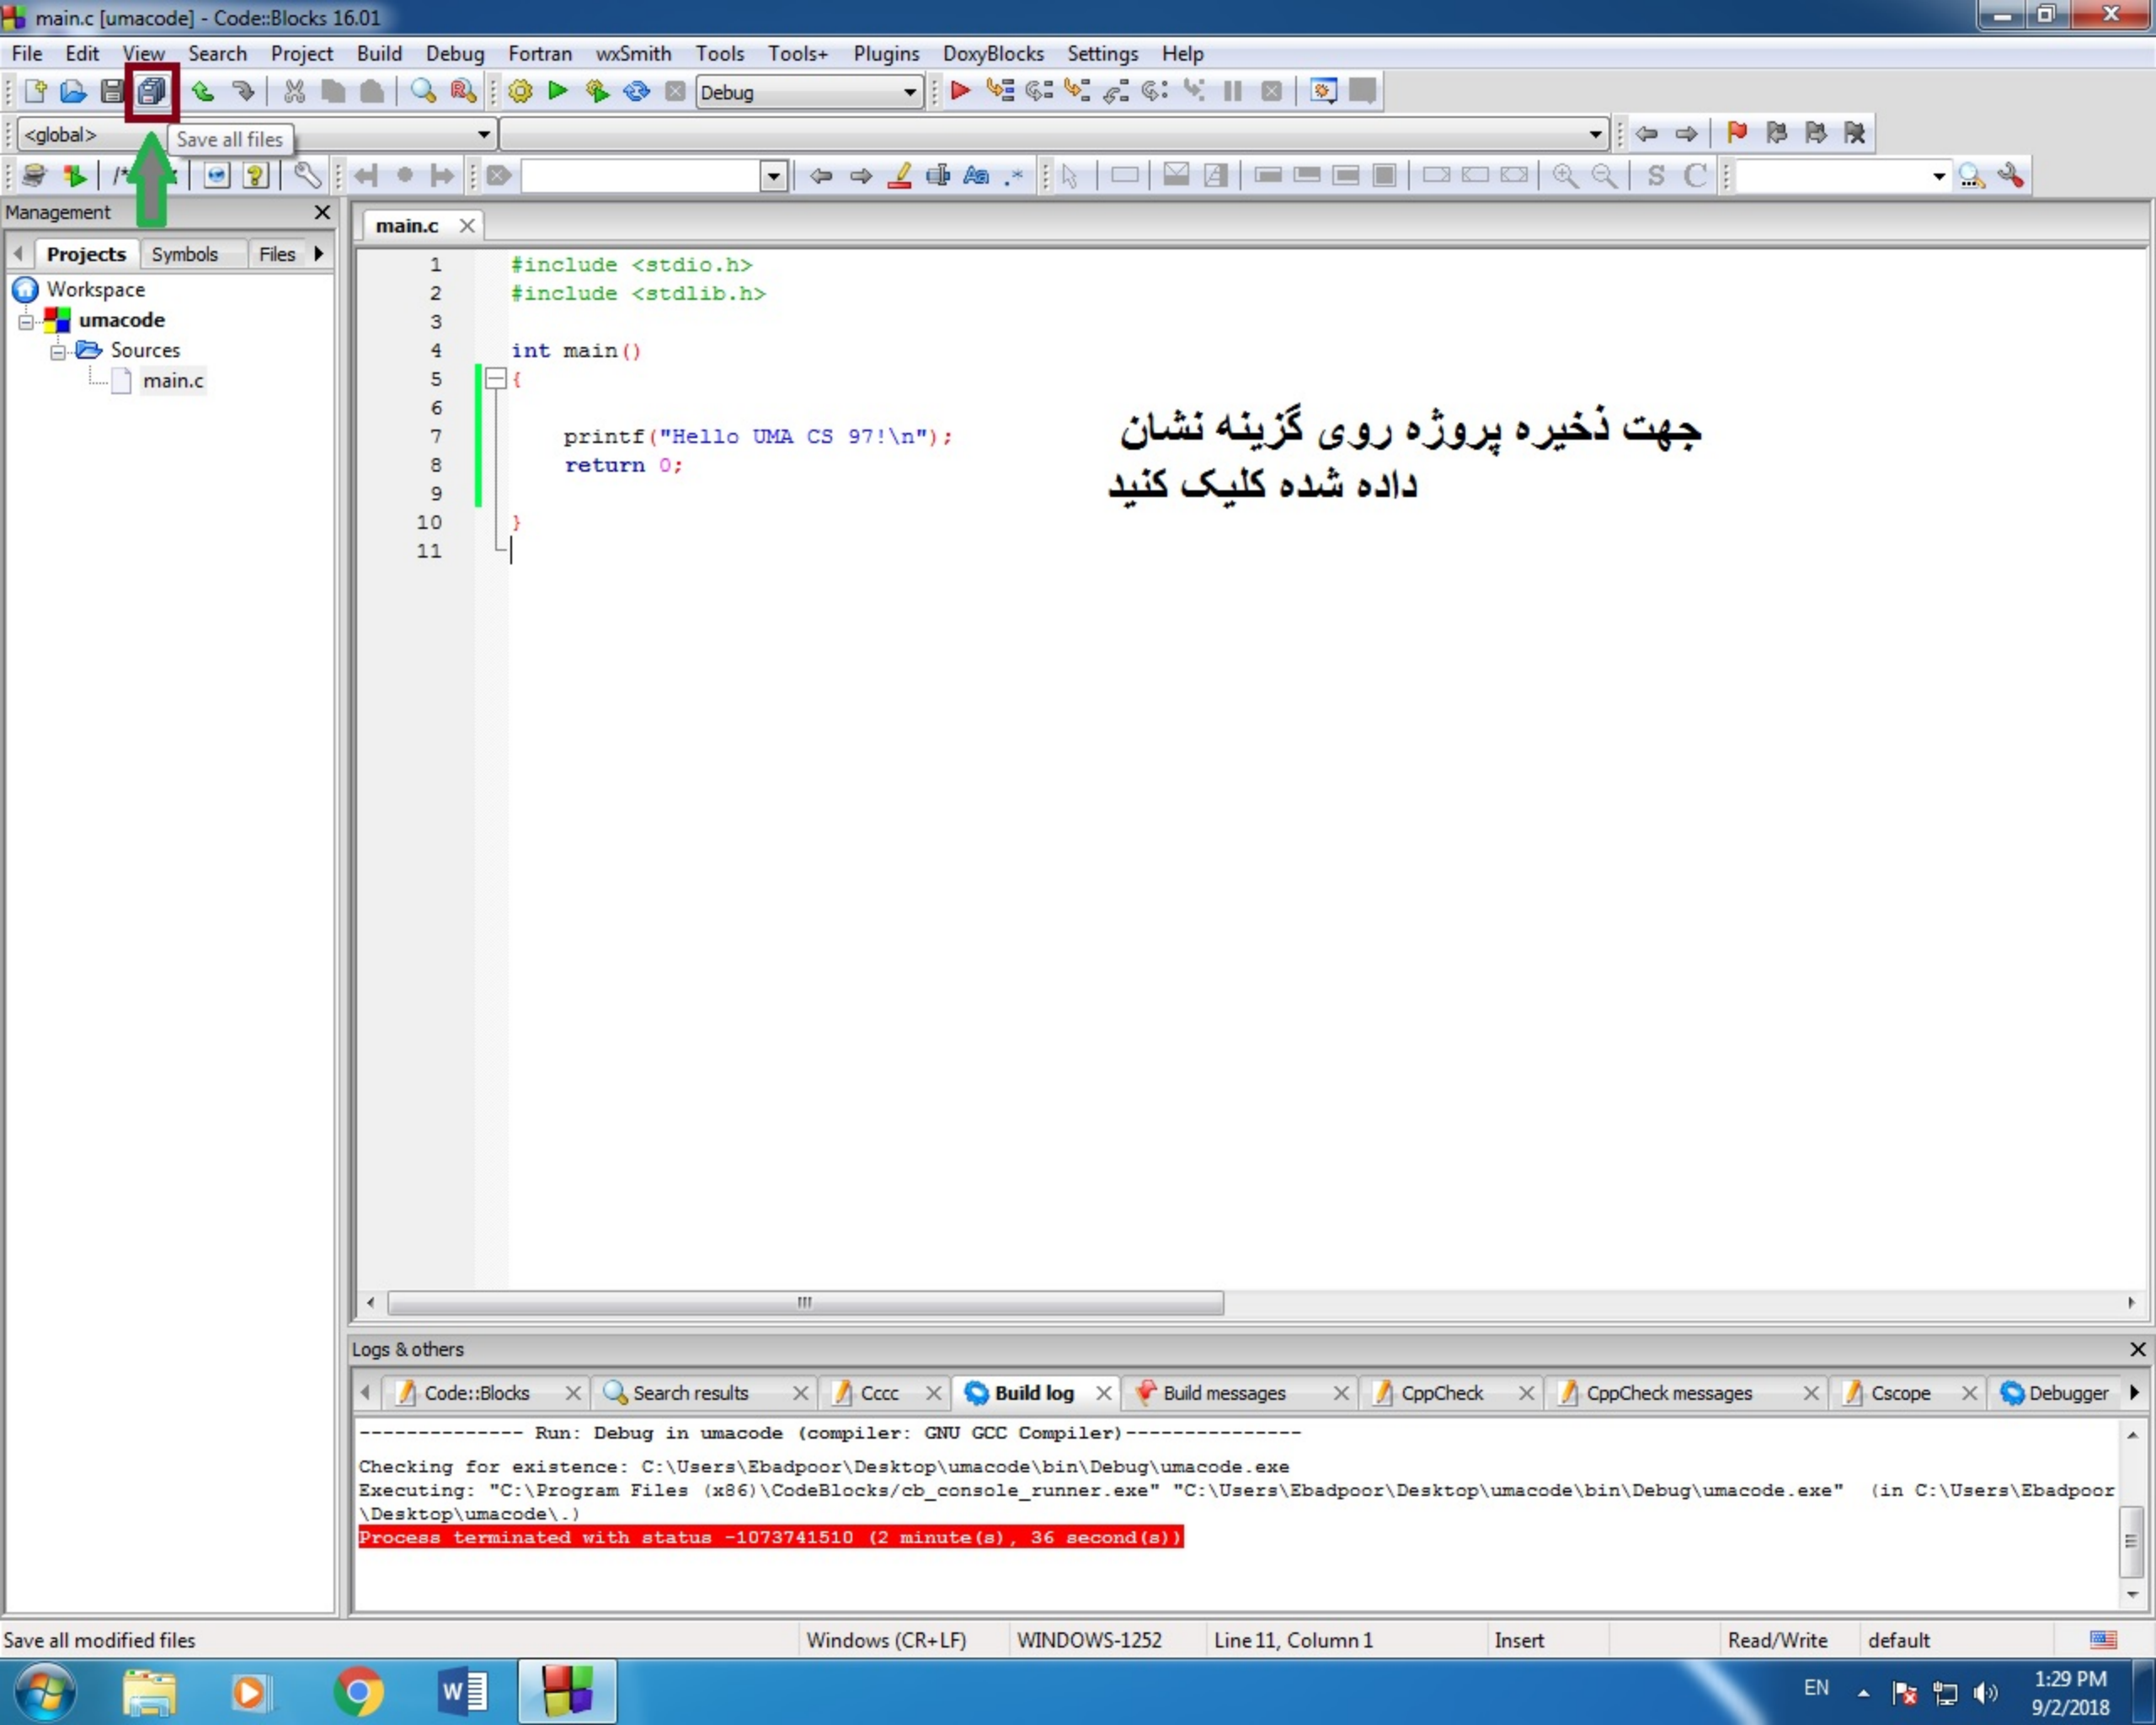 main.c [umacode] - Code::Blocks 16.01
File Edit View Search Project Build Debug Fortran wxSmith Tools Tools+ Plugins DoxyBlocks Settings Help
Debug
<global>
Save all files
Management
main.c
Projects Symbols Files
Workspace
umacode
Sources
main.c
1 #include <stdio.h>
2 #include <stdlib.h>
3
4 int main()
5 {
6
7 printf("Hello UMA CS 97!\n");
8 return 0;
9
10 }
11
جهت ذخیره پروژه روی گزینه نشان
داده شده کلیک کنید
Logs & others
Code::Blocks Search results Cccc Build log Build messages CppCheck CppCheck messages Cscope Debugger
-------------- Run: Debug in umacode (compiler: GNU GCC Compiler)---------------
Checking for existence: C:\Users\Ebadpoor\Desktop\umacode\bin\Debug\umacode.exe
Executing: "C:\Program Files (x86)\CodeBlocks/cb_console_runner.exe" "C:\Users\Ebadpoor\Desktop\umacode\bin\Debug\umacode.exe" (in C:\Users\Ebadpoor
\Desktop\umacode\.)
Process terminated with status -1073741510 (2 minute(s), 36 second(s))
Save all modified files Windows (CR+LF) WINDOWS-1252 Line 11, Column 1 Insert Read/Write default
EN
1:29 PM
9/2/2018